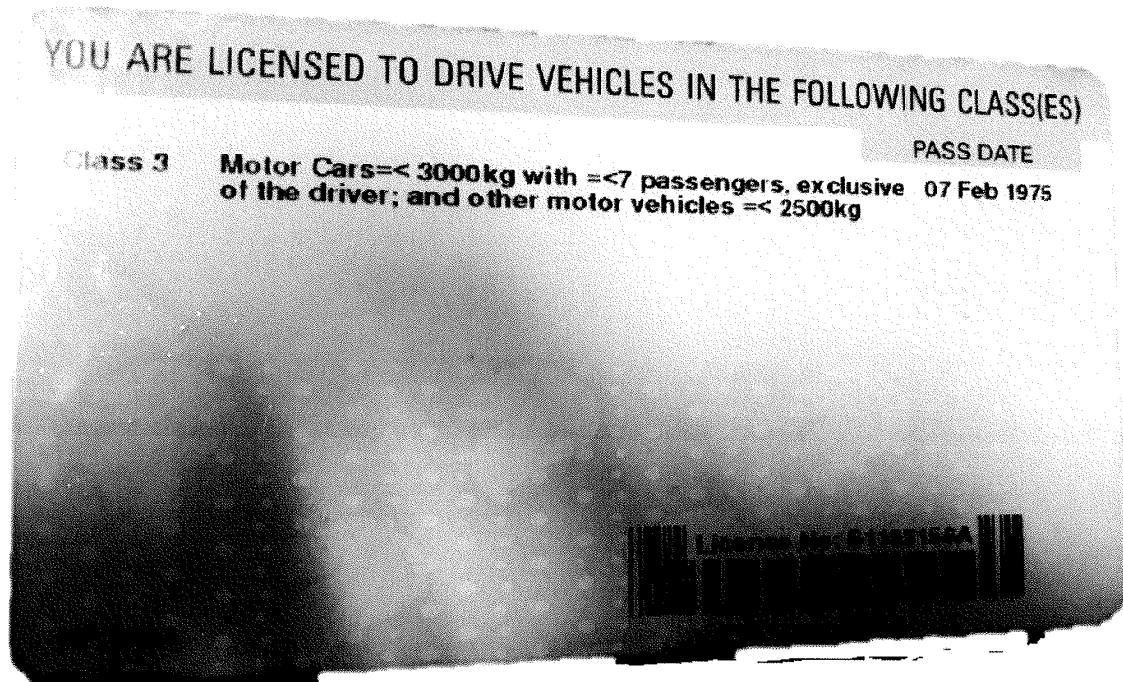 YOU ARE LICENSED TO DRIVE VEHICLES IN THE FOLLOWING CLASS(ES)
PASS DATE
Class 3 Motor Cars=< 3000kg with =<7 passengers, exclusive 07 Feb 1975
of the driver; and other motor vehicles =< 2500kg
Licence No: